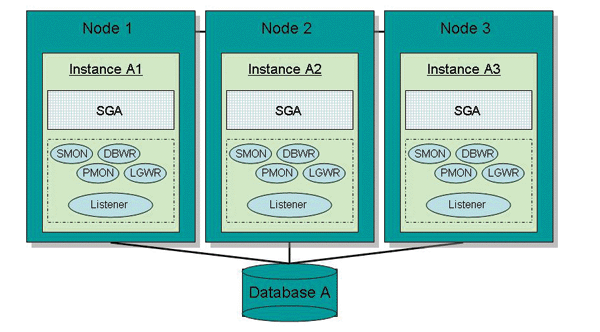 Node 1
Node 2
Node 3
Instance A1
Instance A2
Instance A3
SGA
SGA
SGA
SMON DBWR
SMON DBWR
SMON DBWR
PMON LGWR
PMON LGWR
PMON LGWR
Listener
Listener
Listener
Database A